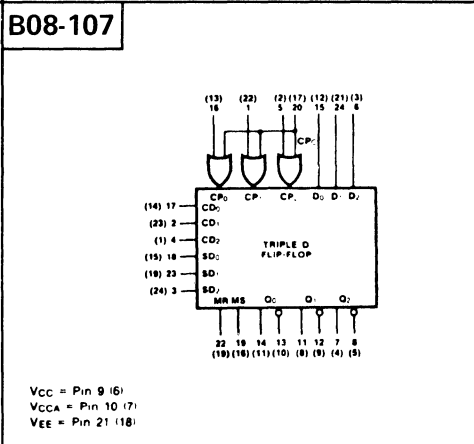 B08-107
(13) (22) (2) (17) (12) (21) (3)
16 1 5 20 15 24 6
CP
CP0 CP1 CP2 D0 D1 D2
(14) 17 CD0
(23) 2 CD1
(1) 4 CD2
(15) 18 SD0
(19) 23 SD1
(24) 3 SD2
TRIPLE D
FLIP-FLOP
MR MS Q0 Q1 Q2
22 19 14 13 11 12 7 8
(19) (16) (11) (10) (8) (9) (4) (5)
VCC = Pin 9 (6)
VCCA = Pin 10 (7)
VEE = Pin 21 (18)